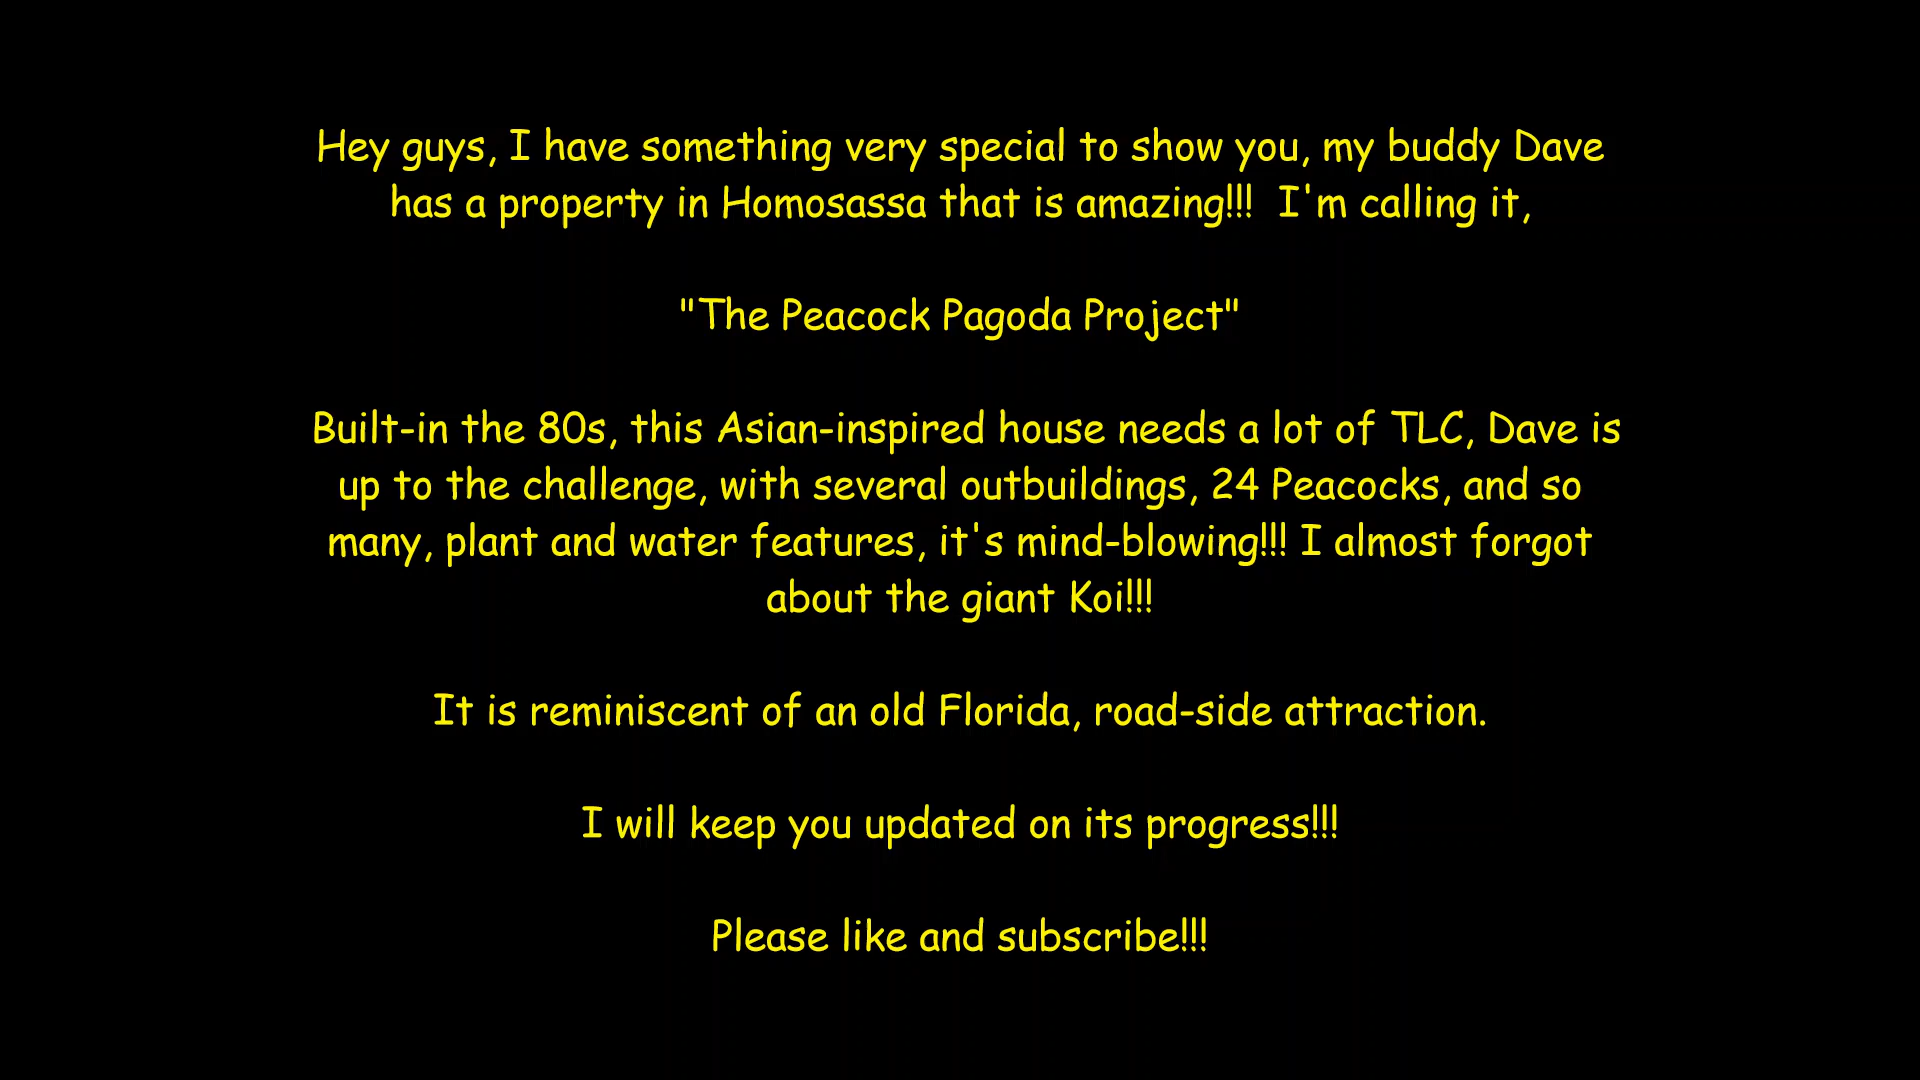 Hey guys, I have something very special to show you, my buddy Dave
has a property in Homosassa that is amazing!!!  I'm calling it,
"The Peacock Pagoda Project"
Built-in the 80s, this Asian-inspired house needs a lot of TLC, Dave is
up to the challenge, with several outbuildings, 24 Peacocks, and so
many, plant and water features, it's mind-blowing!!! I almost forgot
about the giant Koi!!!
It is reminiscent of an old Florida, road-side attraction.
I will keep you updated on its progress!!!
Please like and subscribe!!!